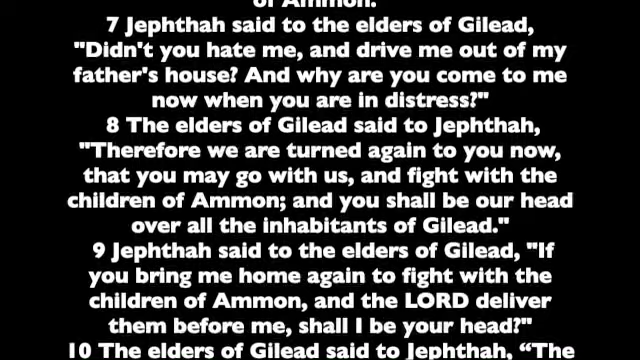 of Ammon.
7 Jephthah said to the elders of Gilead,
"Didn't you hate me, and drive me out of my
father's house? And why are you come to me
now when you are in distress?"
8 The elders of Gilead said to Jephthah,
"Therefore we are turned again to you now,
that you may go with us, and fight with the
children of Ammon; and you shall be our head
over all the inhabitants of Gilead."
9 Jephthah said to the elders of Gilead, "If
you bring me home again to fight with the
children of Ammon, and the LORD deliver
them before me, shall I be your head?"
10 The elders of Gilead said to Jephthah, “The